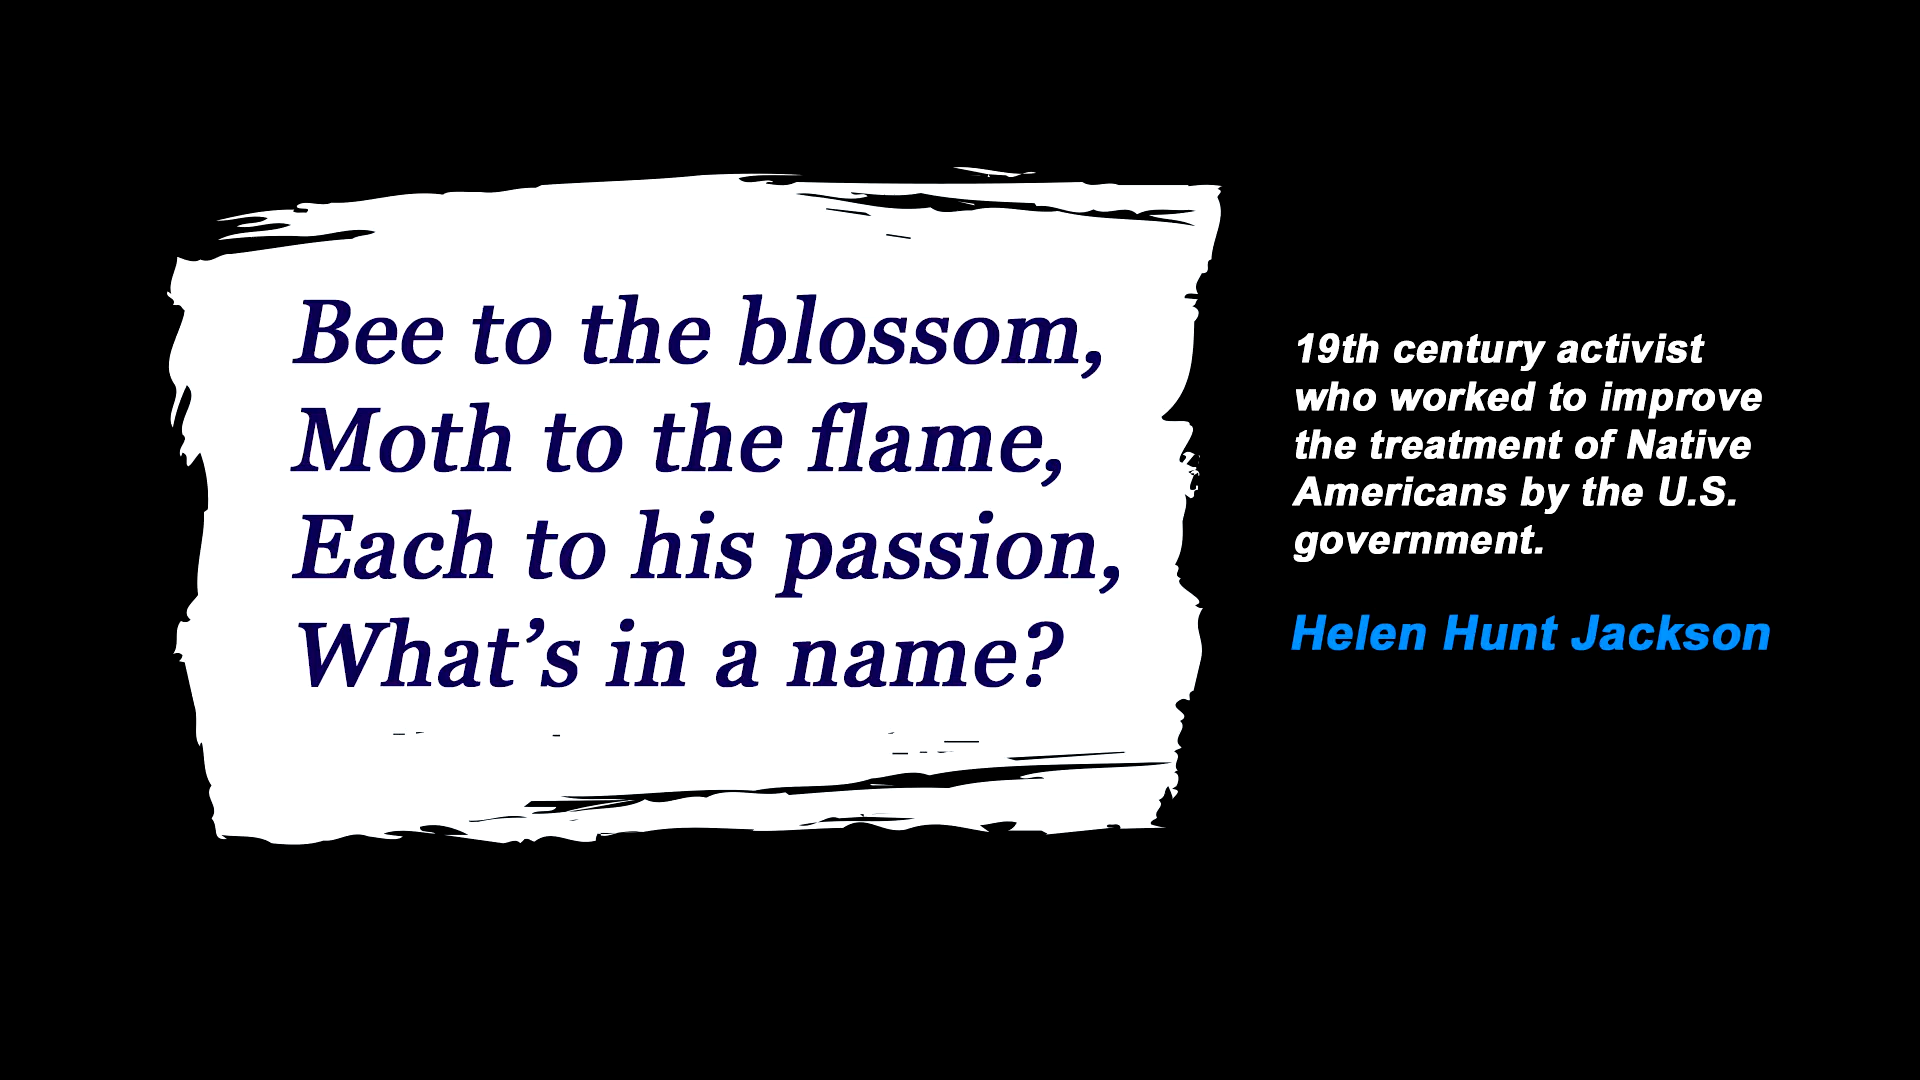 Bee to the blossom,
Moth to the flame,
Each to his passion,
What’s in a name?
19th century activist
who worked to improve
the treatment of Native
Americans by the U.S.
government.
Helen Hunt Jackson